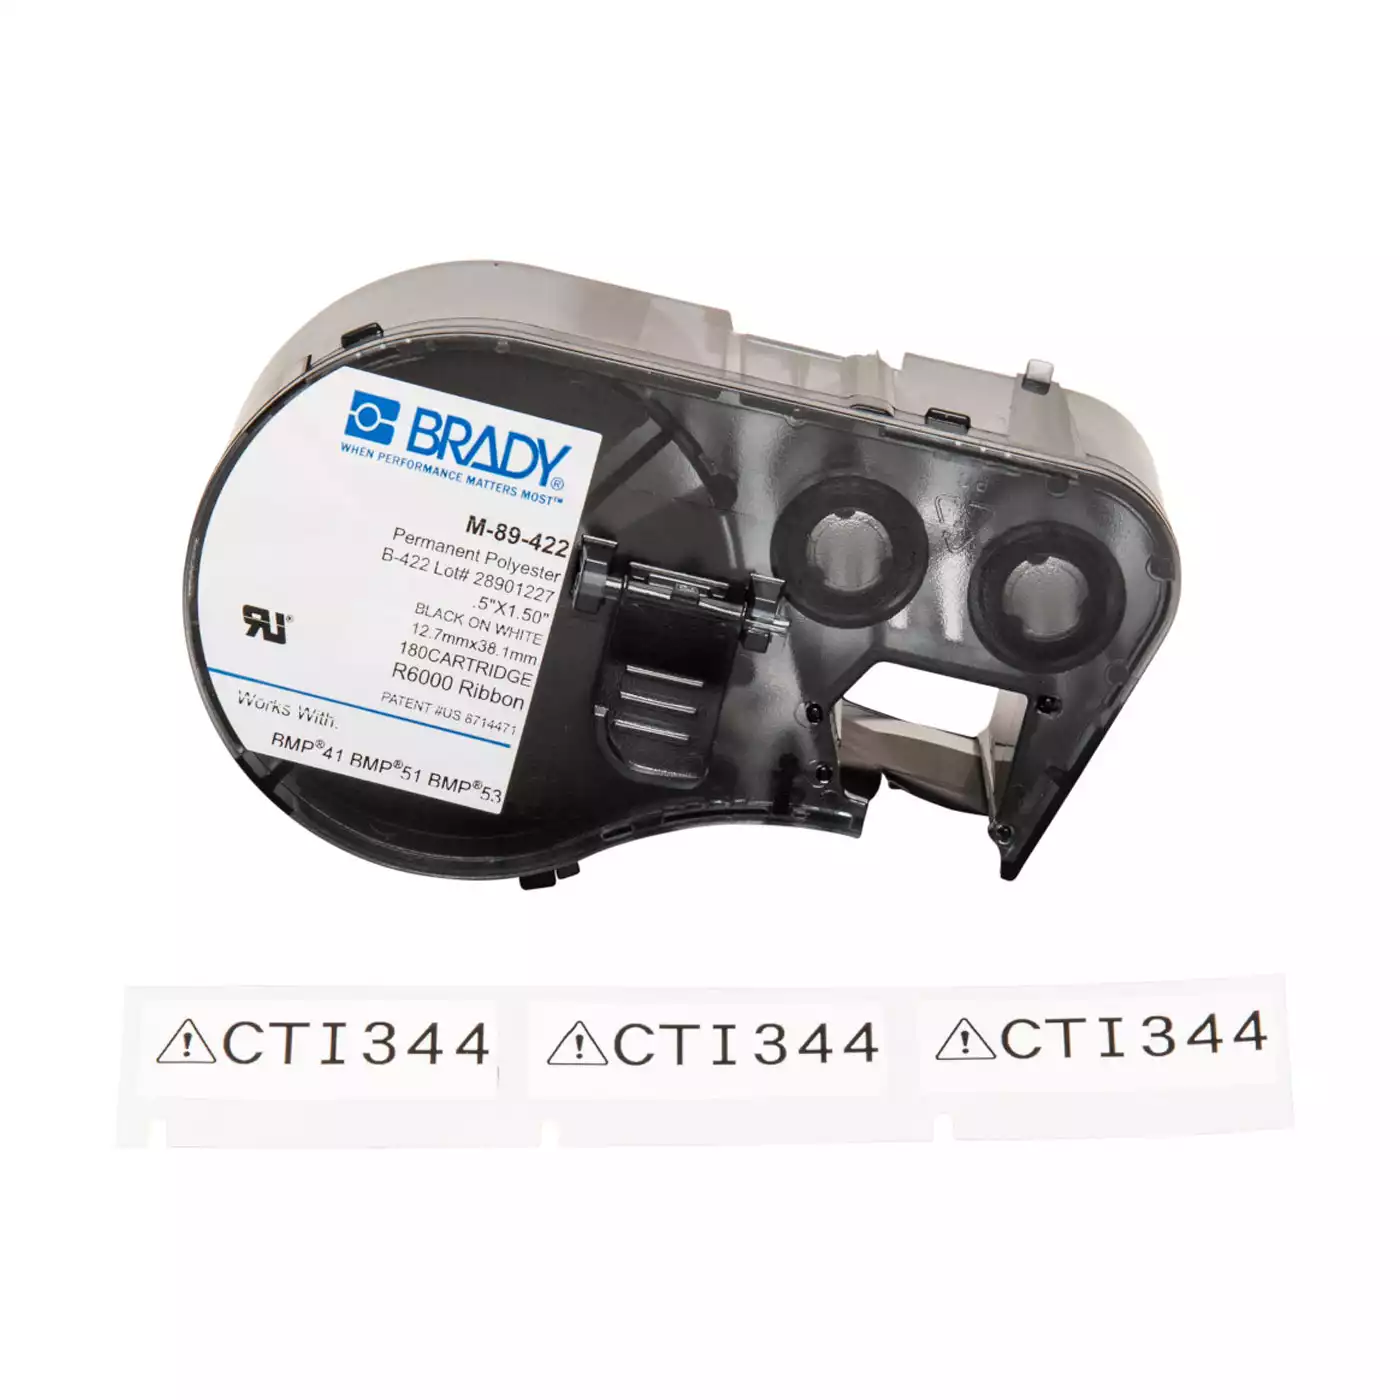 BRADY®
WHEN PERFORMANCE MATTERS MOST™
M-89-422
Permanent Polyester
B-422 Lot# 28901227
.5"X1.50"
BLACK ON WHITE
12.7mmx38.1mm
180CARTRIDGE
R6000 Ribbon
PATENT #US 8714471
Works With:
BMP®41 BMP®51 BMP®53
CTI344 CTI344 CTI344